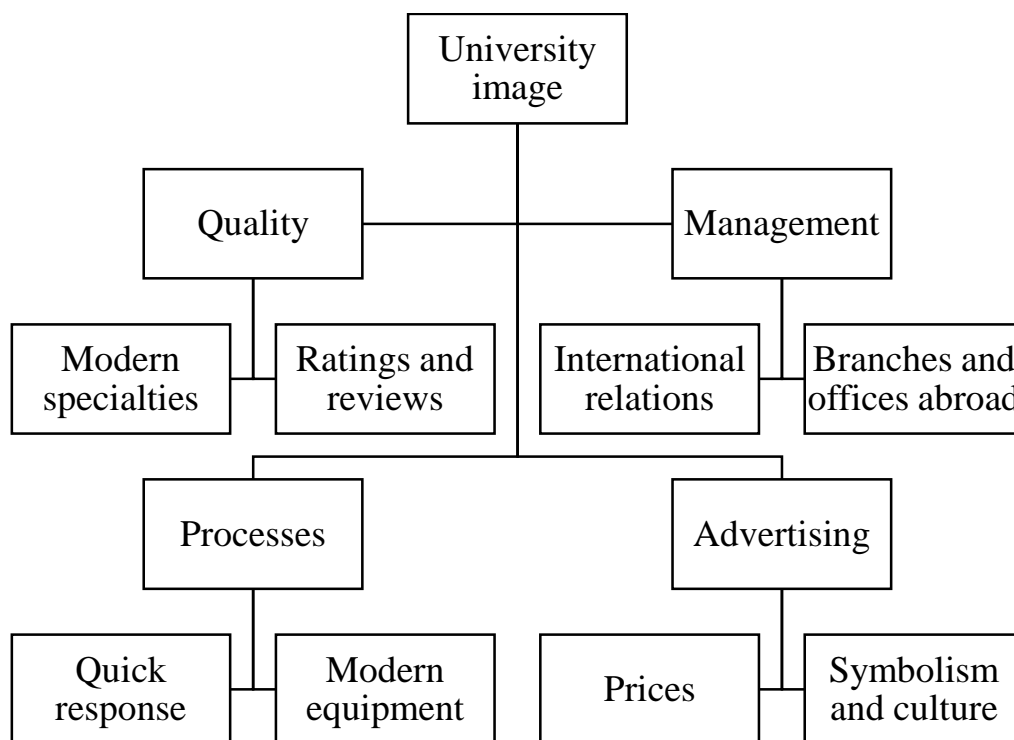 University
image
Quality
Management
Modern
specialties
Ratings and
reviews
International
relations
Branches and
offices abroad
Processes
Advertising
Quick
response
Modern
equipment
Prices
Symbolism
and culture